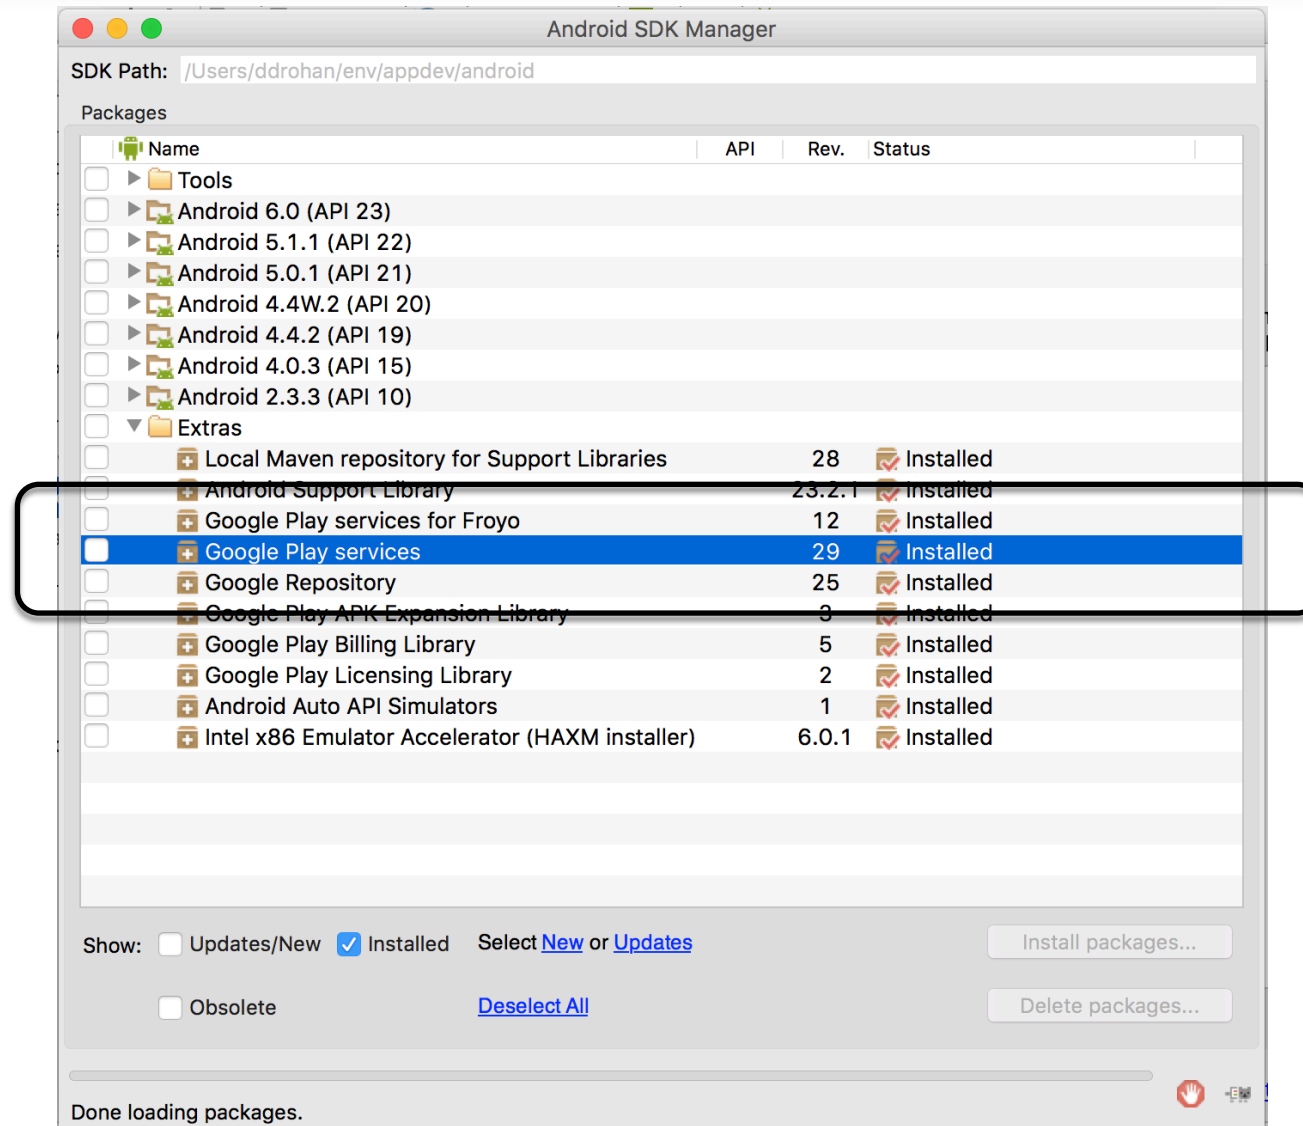 Android SDK Manager
SDK Path: /Users/ddrohan/env/appdev/android
Packages
Name API Rev. Status
Tools
Android 6.0 (API 23)
Android 5.1.1 (API 22)
Android 5.0.1 (API 21)
Android 4.4W.2 (API 20)
Android 4.4.2 (API 19)
Android 4.0.3 (API 15)
Android 2.3.3 (API 10)
Extras
Local Maven repository for Support Libraries 28 Installed
Android Support Library 23.2.1 Installed
Google Play services for Froyo 12 Installed
Google Play services 29 Installed
Google Repository 25 Installed
Google Play APK Expansion Library 3 Installed
Google Play Billing Library 5 Installed
Google Play Licensing Library 2 Installed
Android Auto API Simulators 1 Installed
Intel x86 Emulator Accelerator (HAXM installer) 6.0.1 Installed
Show: Updates/New Installed Select New or Updates Install packages...
Obsolete Deselect All Delete packages...
Done loading packages.